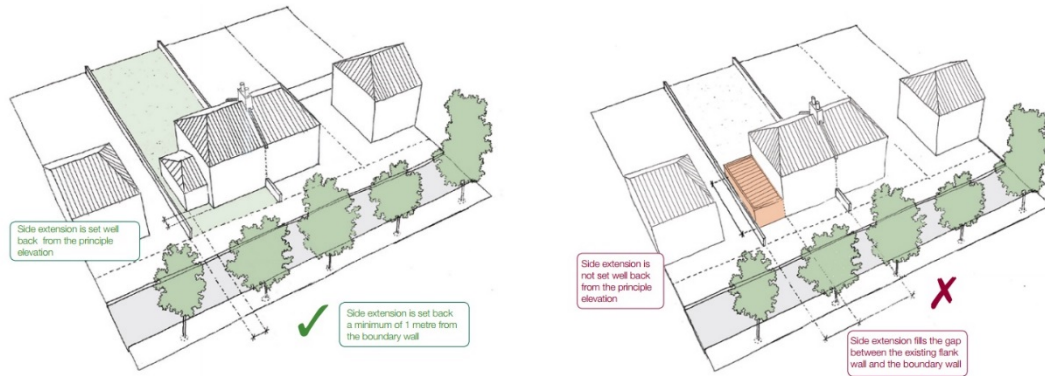 Side extension is set well
back from the principle
elevation
Side extension is set back
a minimum of 1 metre from
the boundary wall
Side extension is
not set well back
from the principle
elevation
Side extension fills the gap
between the existing flank
wall and the boundary wall